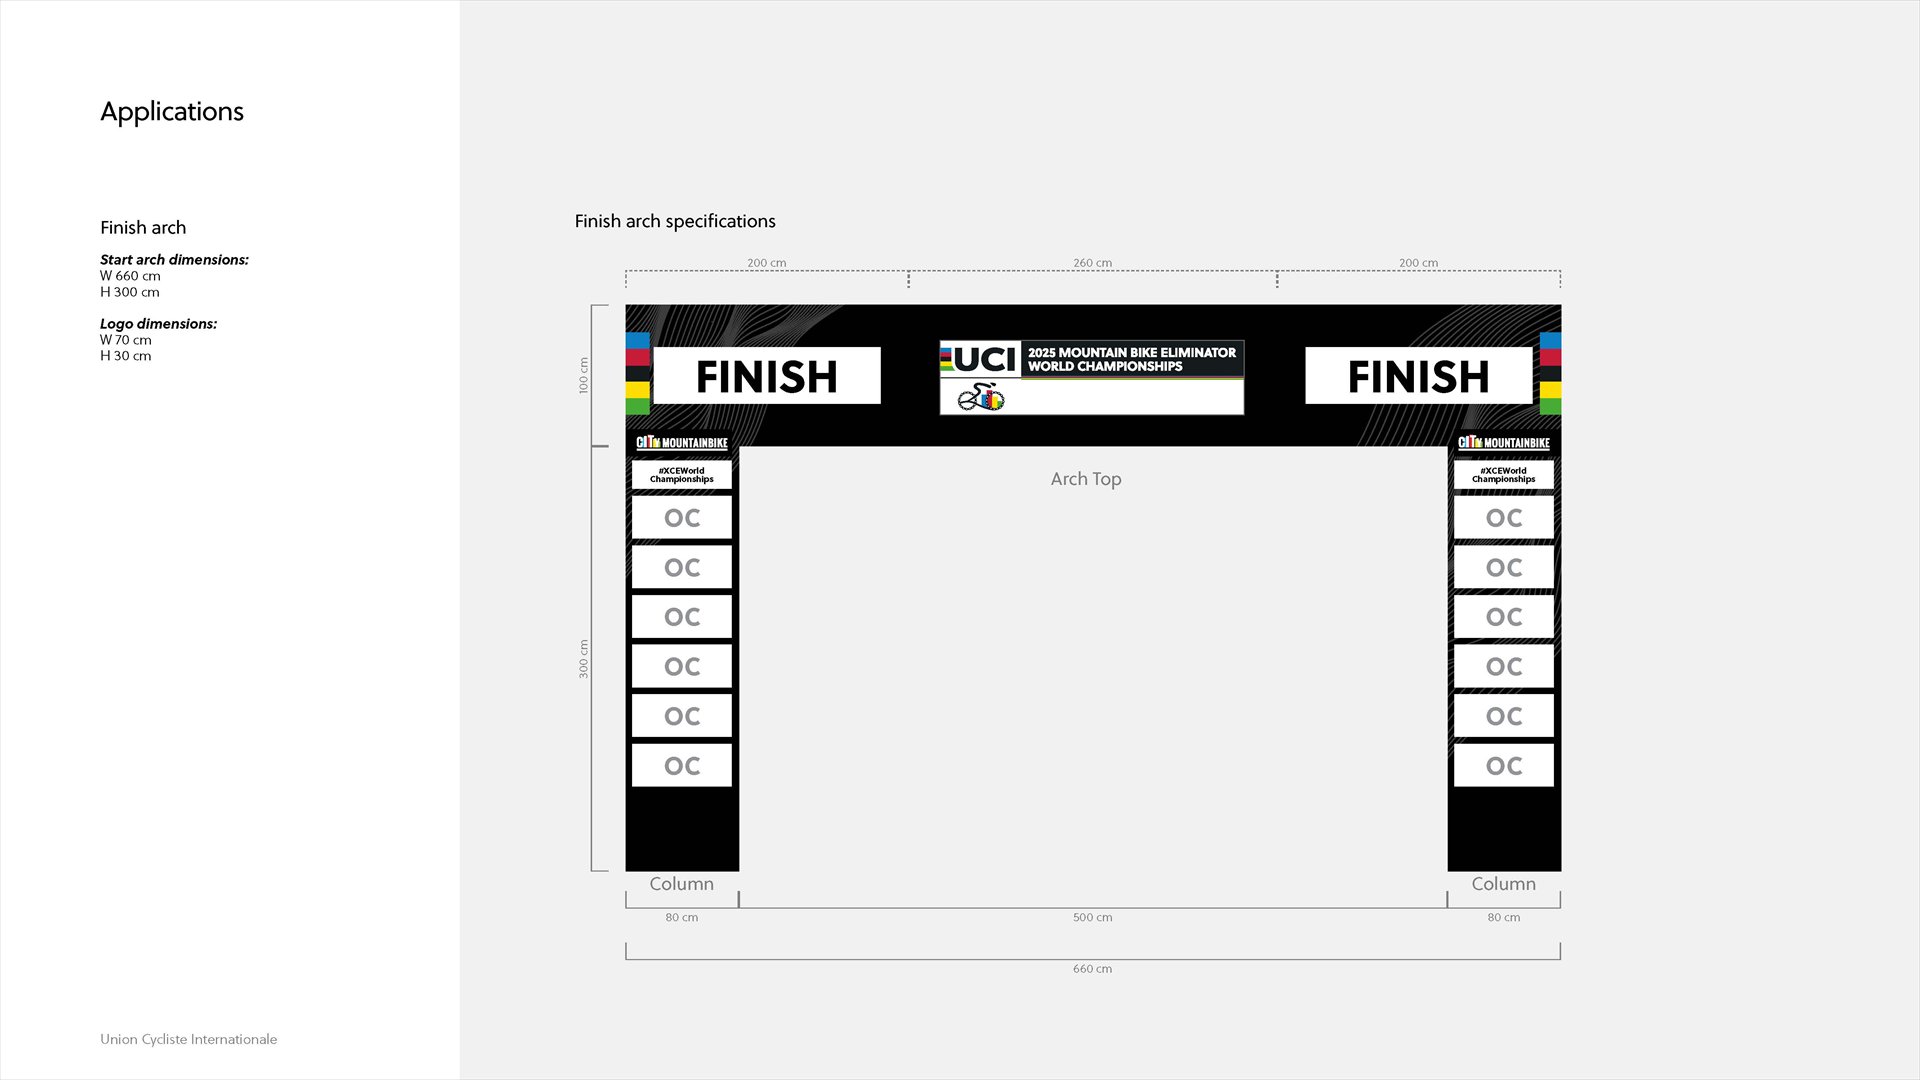 Applications
Finish arch
Start arch dimensions:
W 660 cm
H 300 cm
Logo dimensions:
W 70 cm
H 30 cm
Union Cycliste Internationale
Finish arch specifications
200 cm
260 cm
200 cm
100 cm
300 cm
FINISH
UCI
2025 MOUNTAIN BIKE ELIMINATOR
WORLD CHAMPIONSHIPS
FINISH
CITY MOUNTAINBIKE
#XCEWorld
Championships
OC
OC
OC
OC
OC
OC
Column
Arch Top
CITY MOUNTAINBIKE
#XCEWorld
Championships
OC
OC
OC
OC
OC
OC
Column
80 cm
500 cm
80 cm
660 cm